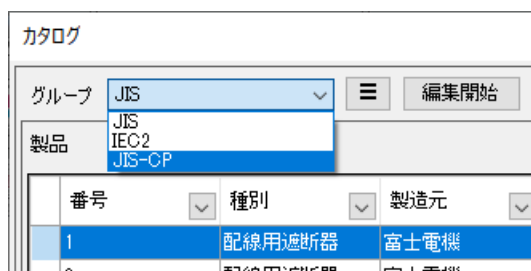 カタログ
グループ JIS 編集開始
JIS
IEC2
JIS-CP
製品
番号 種別 製造元
1 配線用遮断器 富士電機